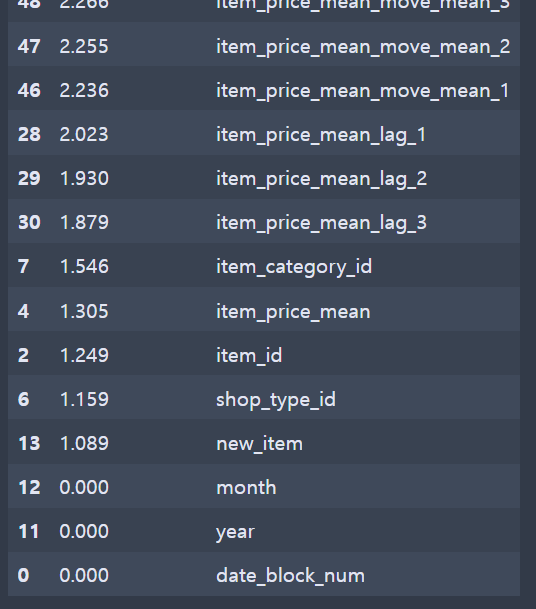 48 2.266 item_price_mean_move_mean_3
47 2.255 item_price_mean_move_mean_2
46 2.236 item_price_mean_move_mean_1
28 2.023 item_price_mean_lag_1
29 1.930 item_price_mean_lag_2
30 1.879 item_price_mean_lag_3
7 1.546 item_category_id
4 1.305 item_price_mean
2 1.249 item_id
6 1.159 shop_type_id
13 1.089 new_item
12 0.000 month
11 0.000 year
0 0.000 date_block_num